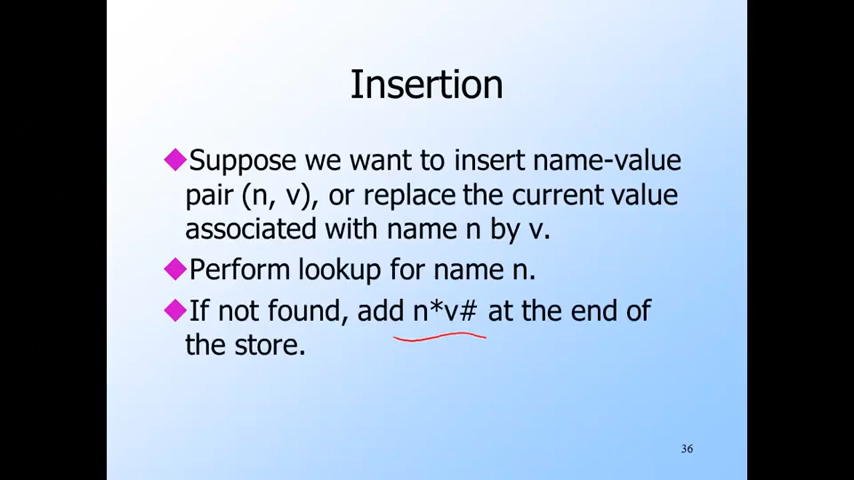 Insertion
Suppose we want to insert name-value
pair (n, v), or replace the current value
associated with name n by v.
Perform lookup for name n.
If not found, add n*v# at the end of
the store.
36